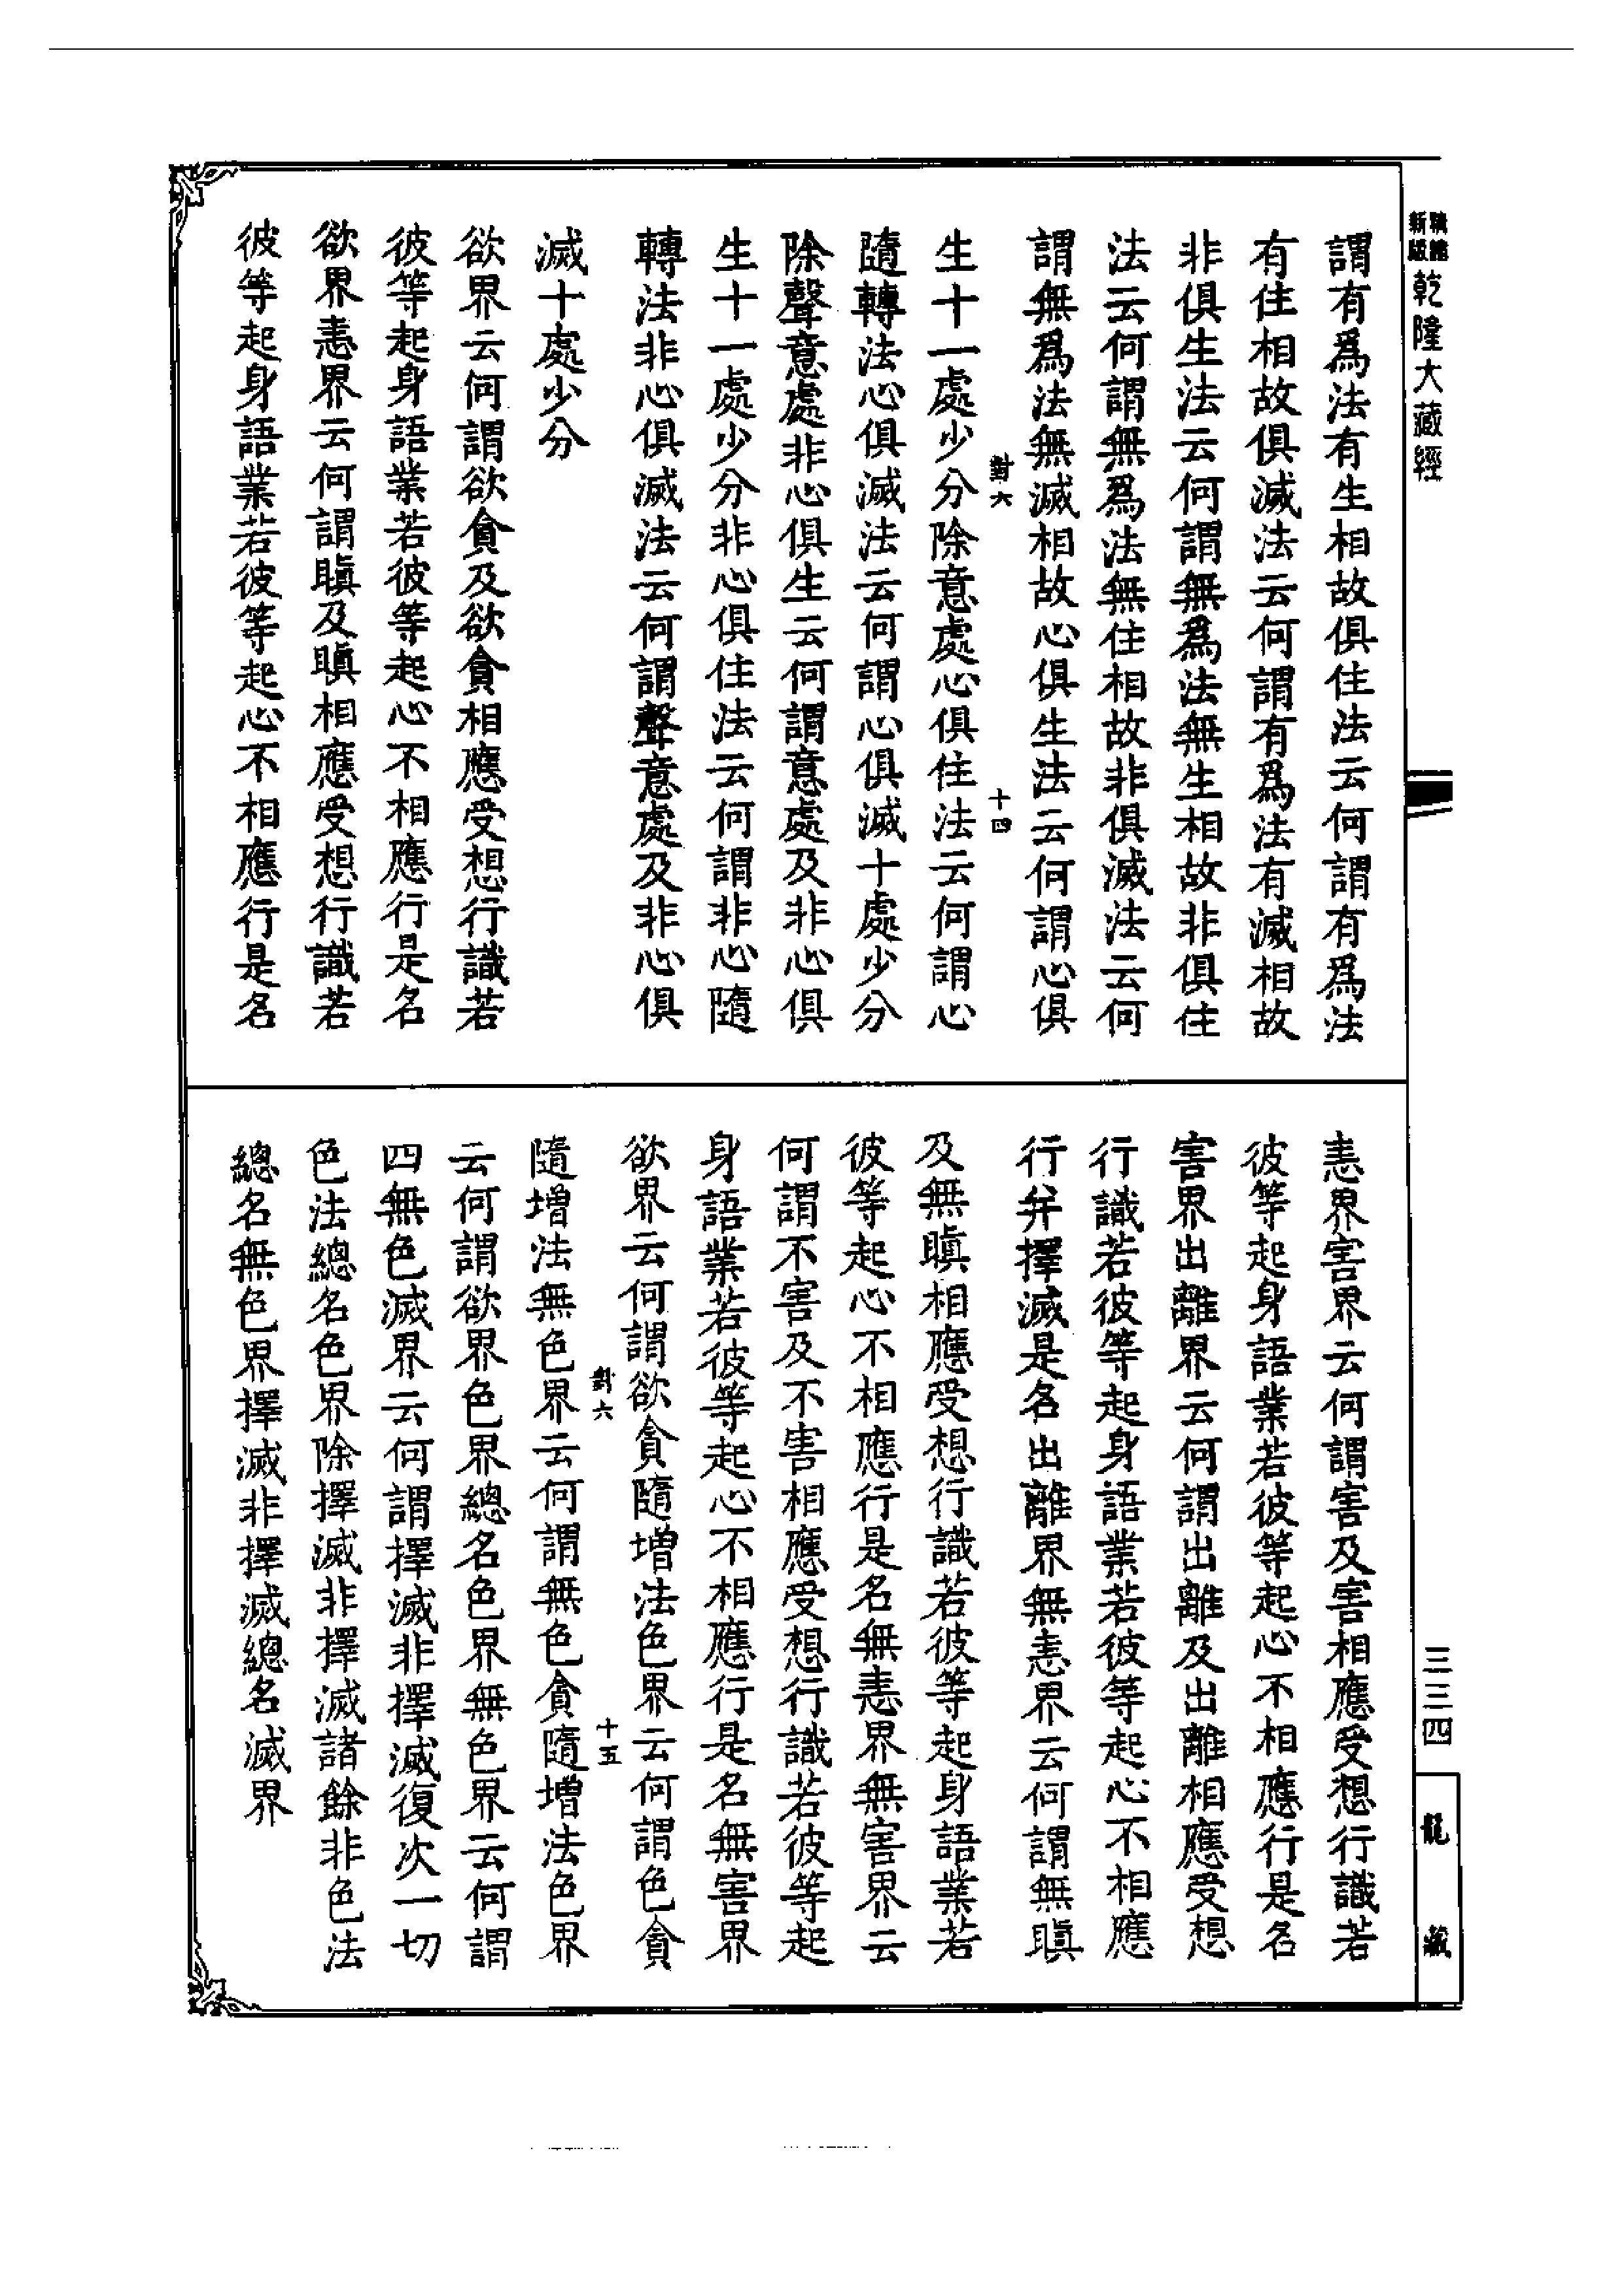 新版
乾隆大藏經
謂有爲法有生相故俱住法云何謂有爲法
有住相故俱滅法云何謂有爲法有滅相故
非俱生法云何謂無爲法無生相故非俱住
法云何謂無爲法無住相故非俱滅法云何
謂無爲法無滅相故心俱生法云何謂心俱
對六
十四
生十一處少分除意處心俱住法云何謂心
隨轉法心俱滅法云何謂心俱滅十處少分
除聲意處非心俱生云何謂意處及非心俱
生十一處少分非心俱住法云何謂非心隨
轉法非心俱滅法云何謂聲意處及非心俱
滅十處少分
欲界云何謂欲貪及欲貪相應受想行識若
彼等起身語業若彼等起心不相應行是名
欲界恚界云何謂瞋及瞋相應受想行識若
彼等起身語業若彼等起心不相應行是名
恚界害界云何謂害及害相應受想行識若
彼等起身語業若彼等起心不相應行是名
害界出離界云何謂出離及出離相應受想
行識若彼等起身語業若彼等起心不相應
行并擇滅是名出離界無恚界云何謂無瞋
及無瞋相應受想行識若彼等起身語業若
彼等起心不相應行是名無恚界無害界云
何謂不害及不害相應受想行識若彼等起
身語業若彼等起心不相應行是名無害界
欲界云何謂欲貪隨增法色界云何謂色貪
對六
十五
隨增法無色界云何謂無色貪隨增法色界
云何謂欲界色界總名色界無色界云何謂
四無色滅界云何謂擇滅非擇滅復次一切
色法總名色界除擇滅非擇滅諸餘非色法
總名無色界擇滅非擇滅總名滅界
三三四
龍藏